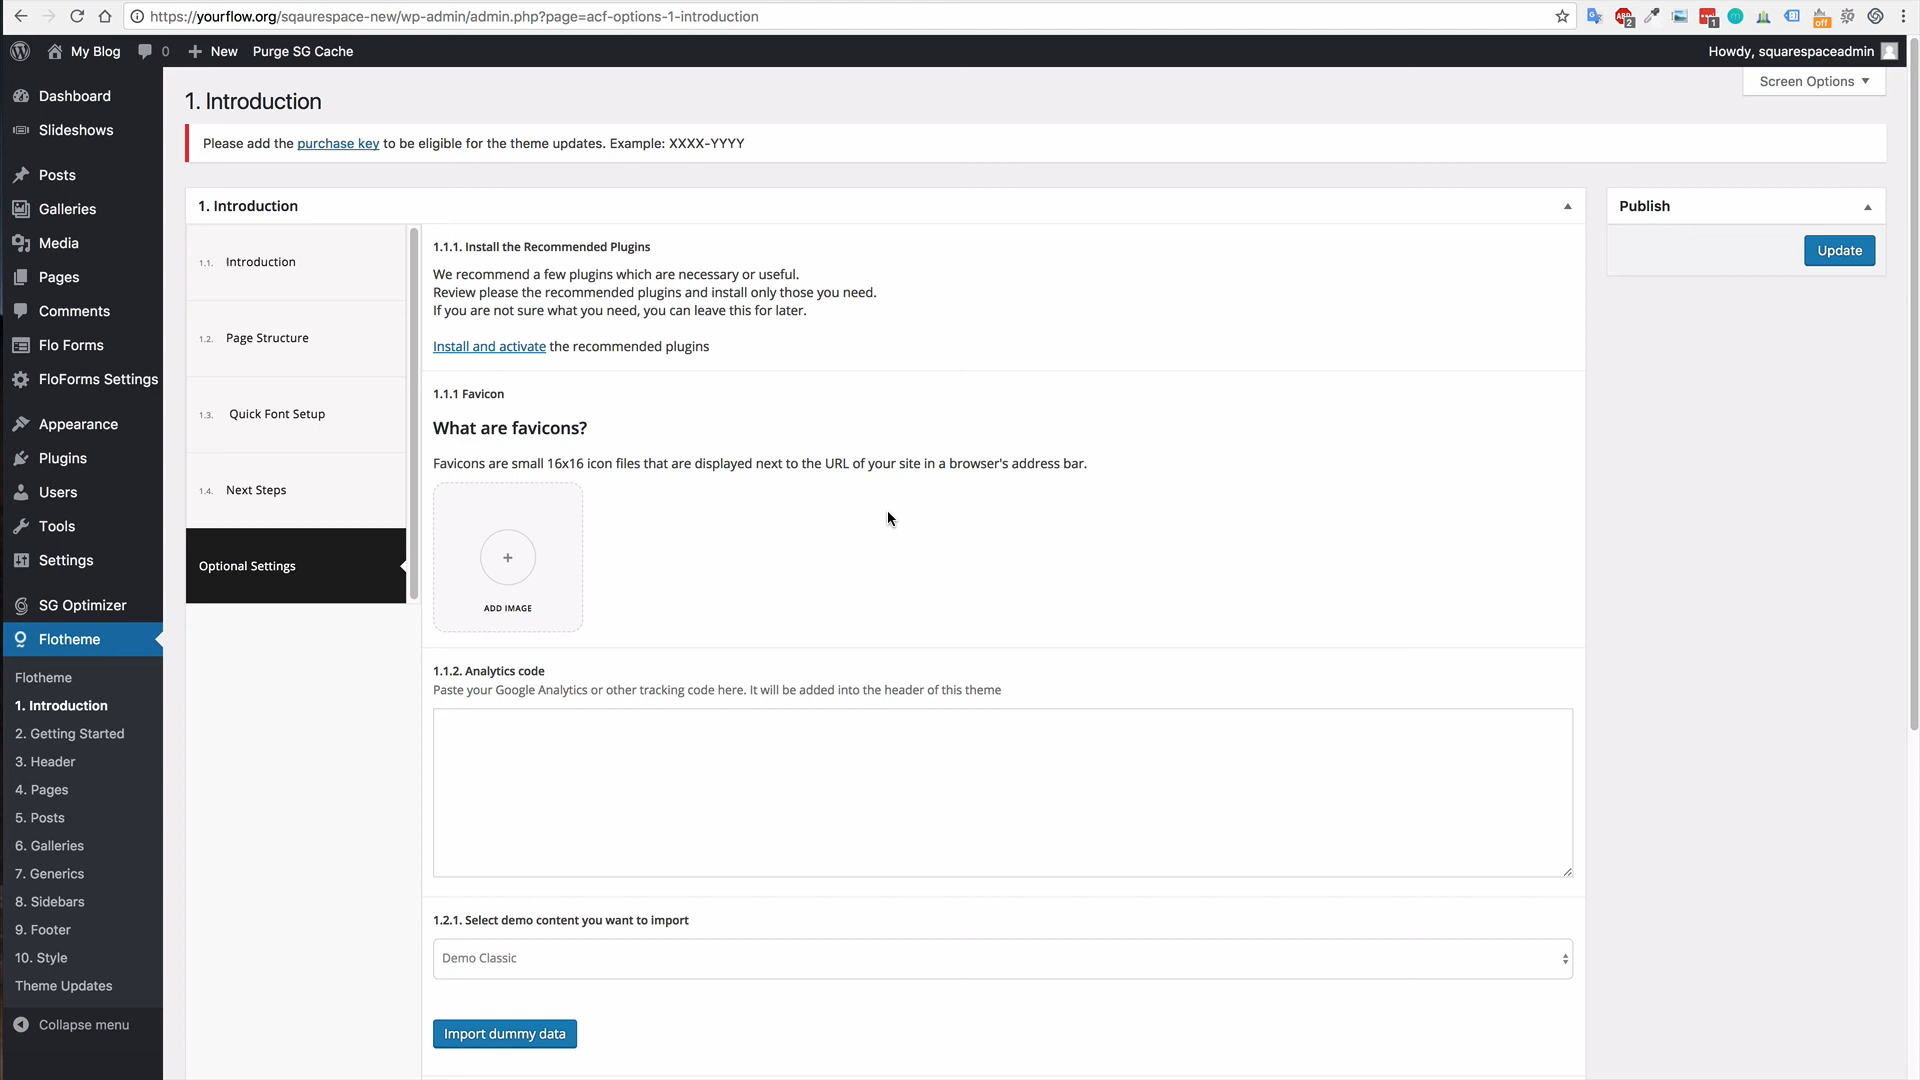 https://yourflow.org/sqaurespace-new/wp-admin/admin.php?page=acf-options-1-introduction
2
1
off
My Blog
0
New
Purge SG Cache
Howdy, squarespaceadmin
Screen Options
Dashboard
Slideshows
Posts
Galleries
Media
Pages
Comments
Flo Forms
FloForms Settings
Appearance
Plugins
Users
Tools
Settings
SG Optimizer
Flotheme
Flotheme
1. Introduction
2. Getting Started
3. Header
4. Pages
5. Posts
6. Galleries
7. Generics
8. Sidebars
9. Footer
10. Style
Theme Updates
Collapse menu
1. Introduction
Please add the purchase key to be eligible for the theme updates. Example: XXXX-YYYY
1. Introduction
1.1. Introduction
1.2. Page Structure
1.3. Quick Font Setup
1.4. Next Steps
Optional Settings
1.1.1. Install the Recommended Plugins
We recommend a few plugins which are necessary or useful.
Review please the recommended plugins and install only those you need.
If you are not sure what you need, you can leave this for later.
Install and activate the recommended plugins
1.1.1 Favicon
What are favicons?
Favicons are small 16x16 icon files that are displayed next to the URL of your site in a browser's address bar.
+
ADD IMAGE
1.1.2. Analytics code
Paste your Google Analytics or other tracking code here. It will be added into the header of this theme
1.2.1. Select demo content you want to import
Demo Classic
Import dummy data
Publish
Update